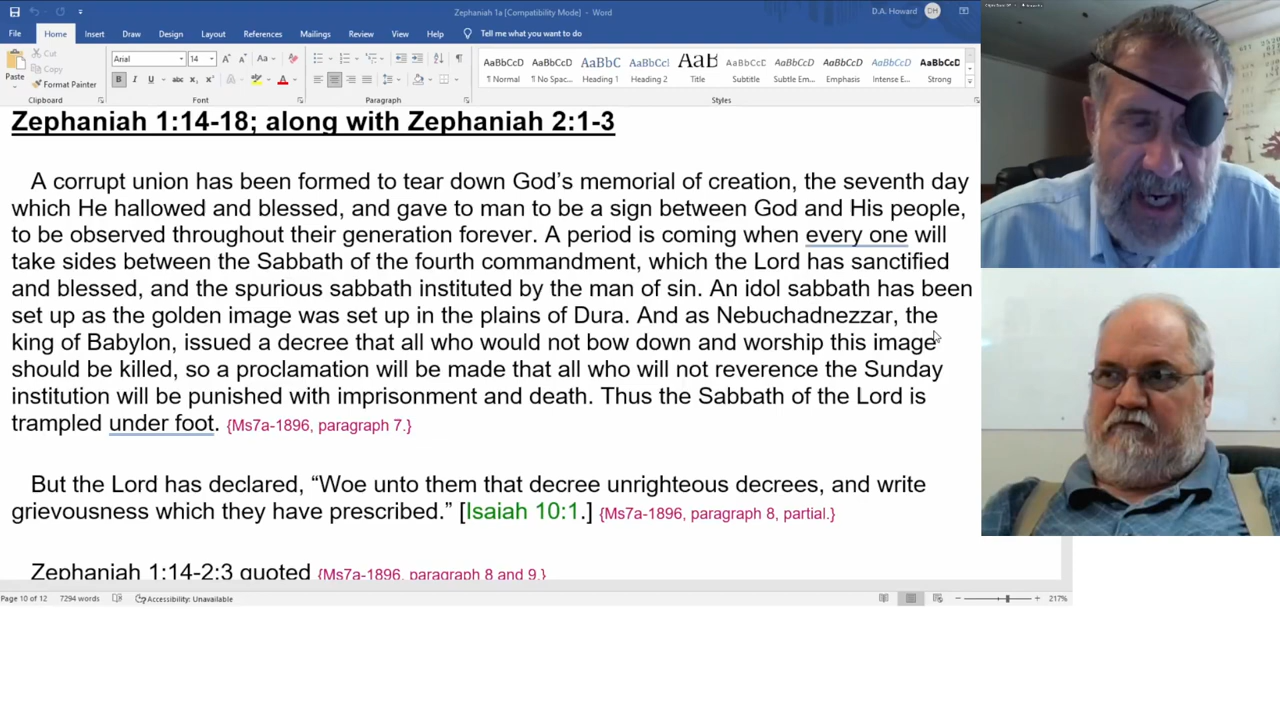 Zephaniah 1a [Compatibility Mode] - Word
D.A. Howard
DH
File Home Insert Draw Design Layout References Mailings Review View Help Tell me what you want to do
Paste
Cut
Copy
Format Painter
Clipboard
Arial 14
Font
Paragraph
AaBbCcD AaBbCcD AaBbC AaBbCcI AaB AaBbCcD AaBbCcD AaBbCcD AaBbCcD AaBbCcD
¶ Normal ¶ No Spac... Heading 1 Heading 2 Title Subtitle Subtle Em... Emphasis Intense E... Strong
Styles
Zephaniah 1:14-18; along with Zephaniah 2:1-3
A corrupt union has been formed to tear down God’s memorial of creation, the seventh day
which He hallowed and blessed, and gave to man to be a sign between God and His people,
to be observed throughout their generation forever. A period is coming when every one will
take sides between the Sabbath of the fourth commandment, which the Lord has sanctified
and blessed, and the spurious sabbath instituted by the man of sin. An idol sabbath has been
set up as the golden image was set up in the plains of Dura. And as Nebuchadnezzar, the
king of Babylon, issued a decree that all who would not bow down and worship this image
should be killed, so a proclamation will be made that all who will not reverence the Sunday
institution will be punished with imprisonment and death. Thus the Sabbath of the Lord is
trampled under foot. {Ms7a-1896, paragraph 7.}
But the Lord has declared, “Woe unto them that decree unrighteous decrees, and write
grievousness which they have prescribed.” [Isaiah 10:1.] {Ms7a-1896, paragraph 8, partial.}
Zephaniah 1:14-2:3 quoted {Ms7a-1896, paragraph 8 and 9.}
Page 10 of 12 7294 words Accessibility: Unavailable 217%